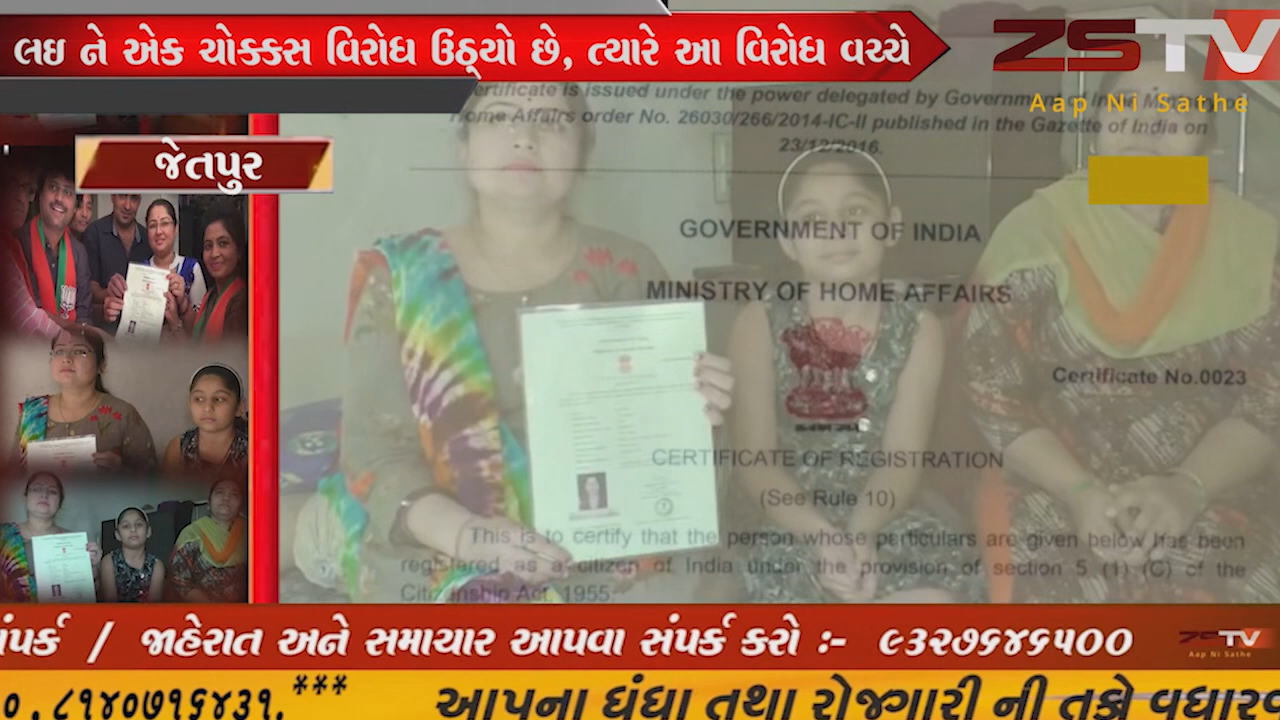 લઇ ને એક ચોક્કસ વિરોધ ઉઠ્યો છે, ત્યારે આ વિરોધ વચ્ચે
ZSTV
Aap Ni Sathe
જેતપુર
Certificate is issued under the power delegated by Government of India
Home Affairs order No. 26030/266/2014-IC-II published in the Gazette of India on
23/12/2016.
GOVERNMENT OF INDIA
MINISTRY OF HOME AFFAIRS
Certificate No.0023
CERTIFICATE OF REGISTRATION
(See Rule 10)
This is to certify that the person whose particulars are given below has been
registered as a citizen of India under the provision of section 5 (1) (C) of the
Citizenship Act, 1955.
સંપર્ક / જાહેરાત અને સમાચાર આપવા સંપર્ક કરો :- ૯૩૨૭૬૪૬૫૦૦
ZSTV
Aap Ni Sathe
૦ , ૮૧૪૦૭૧૬૪૩૧.*** આપના ધંધા તથા રોજગારી ની તકો વધારવ